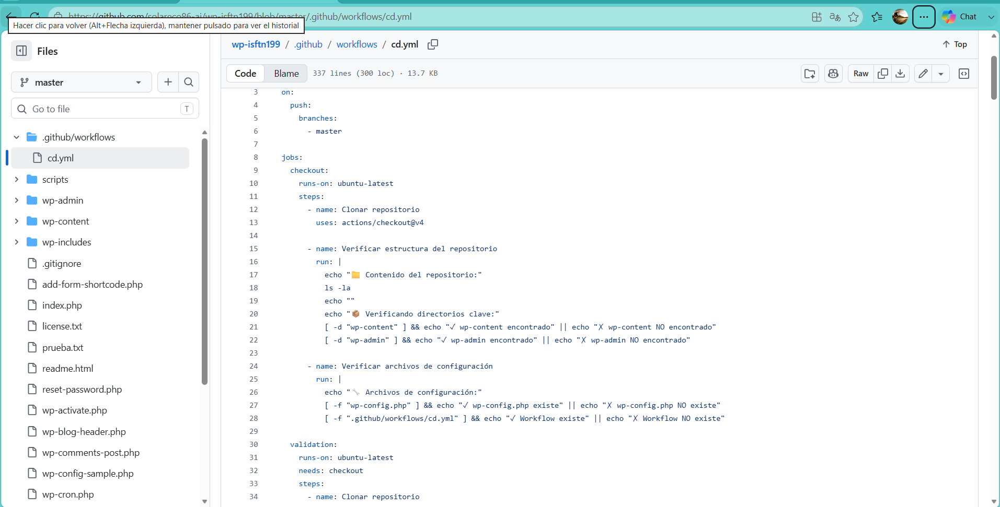 https://github.com/solareco86-ai/wp-isftn199/blob/master/.github/workflows/cd.yml
Chat
Hacer clic para volver (Alt+Flecha izquierda), mantener pulsado para ver el historial
Files
master
Go to file
T
.github/workflows
cd.yml
scripts
wp-admin
wp-content
wp-includes
.gitignore
add-form-shortcode.php
index.php
license.txt
prueba.txt
readme.html
reset-password.php
wp-activate.php
wp-blog-header.php
wp-comments-post.php
wp-config-sample.php
wp-cron.php
wp-isftn199 / .github / workflows / cd.yml
Top
Code Blame 337 lines (300 loc) · 13.7 KB
Raw
3 on:
4 push:
5 branches:
6 - master
7
8 jobs:
9 checkout:
10 runs-on: ubuntu-latest
11 steps:
12 - name: Clonar repositorio
13 uses: actions/checkout@v4
14
15 - name: Verificar estructura del repositorio
16 run: |
17 echo "📁 Contenido del repositorio:"
18 ls -la
19 echo ""
20 echo "📦 Verificando directorios clave:"
21 [ -d "wp-content" ] && echo "✓ wp-content encontrado" || echo "✗ wp-content NO encontrado"
22 [ -d "wp-admin" ] && echo "✓ wp-admin encontrado" || echo "✗ wp-admin NO encontrado"
23
24 - name: Verificar archivos de configuración
25 run: |
26 echo "🔧 Archivos de configuración:"
27 [ -f "wp-config.php" ] && echo "✓ wp-config.php existe" || echo "✗ wp-config.php NO existe"
28 [ -f ".github/workflows/cd.yml" ] && echo "✓ Workflow existe" || echo "✗ Workflow NO existe"
29
30 validation:
31 runs-on: ubuntu-latest
32 needs: checkout
33 steps:
34 - name: Clonar repositorio